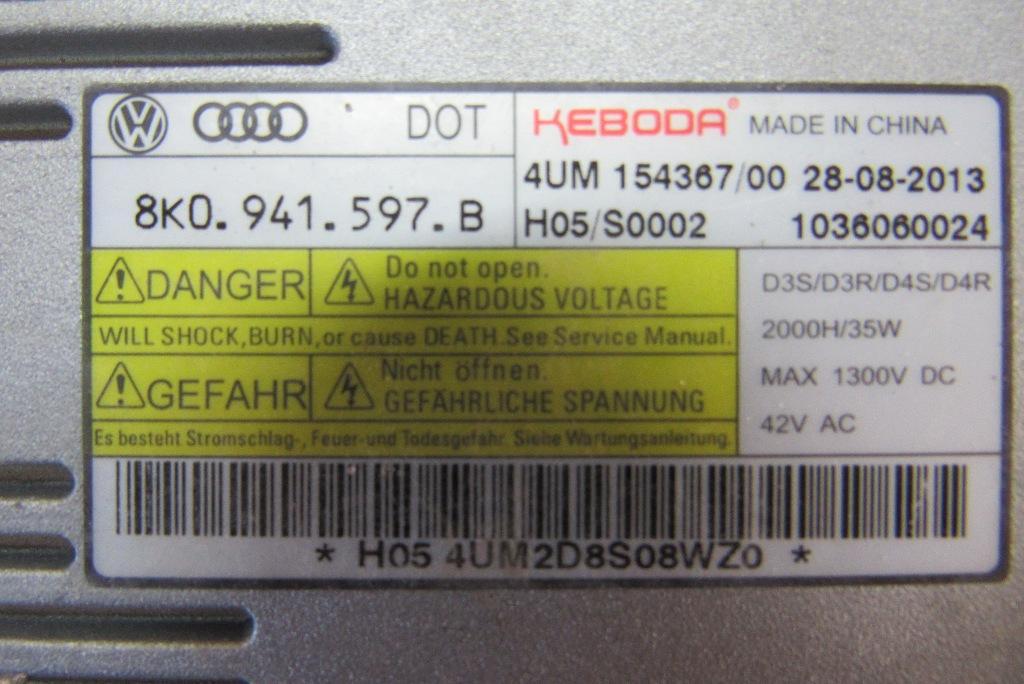 DOT
KEBODA® MADE IN CHINA
8K0.941.597.B
4UM 154367/00 28-08-2013
H05/S0002 1036060024
DANGER
Do not open.
HAZARDOUS VOLTAGE
WILL SHOCK,BURN,or cause DEATH.See Service Manual.
GEFAHR
Nicht öffnen.
GEFÄHRLICHE SPANNUNG
Es besteht Stromschlag-, Feuer-und Todesgefahr. Siehe Wartungsanleitung.
D3S/D3R/D4S/D4R
2000H/35W
MAX 1300V DC
42V AC
* H05 4UM2D8S08WZ0 *